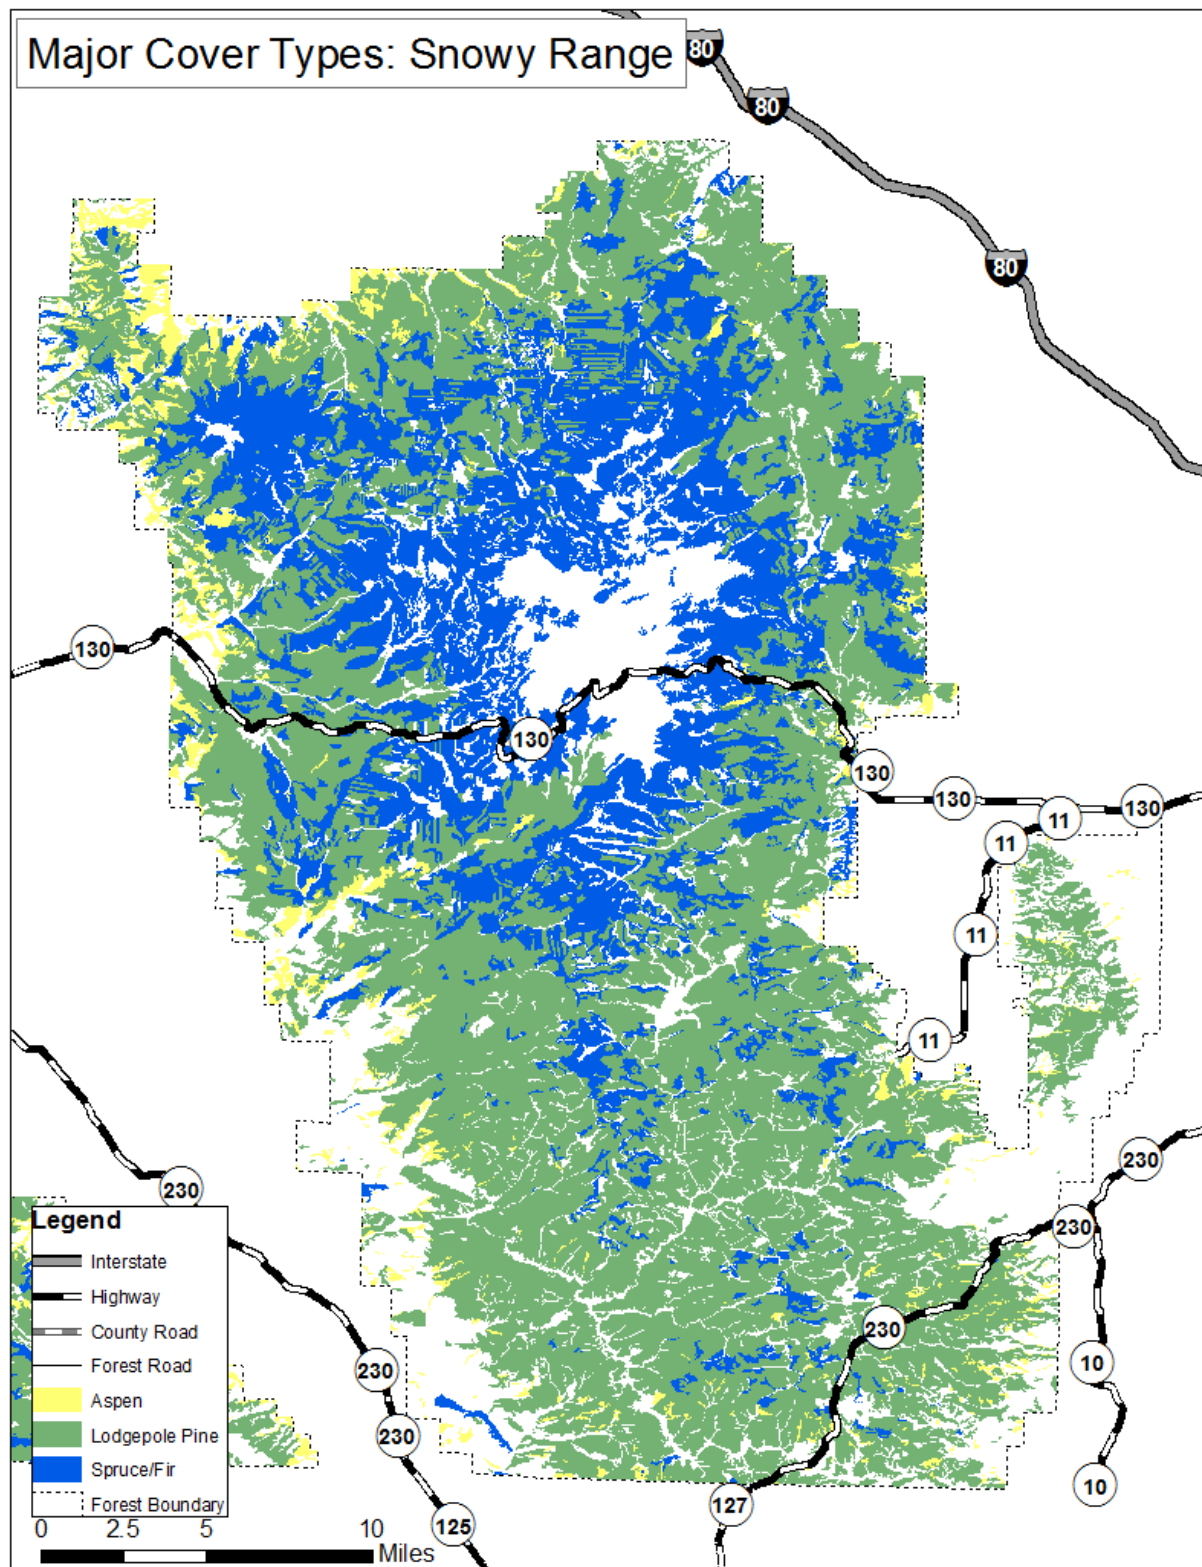 Major Cover Types: Snowy Range
80
80
80
130
130
130
130
130
11
11
11
11
230
230
230
230
230
230
10
10
127
125
Legend
Interstate
Highway
County Road
Forest Road
Aspen
Lodgepole Pine
Spruce/Fir
Forest Boundary
0 2.5 5 10
Miles